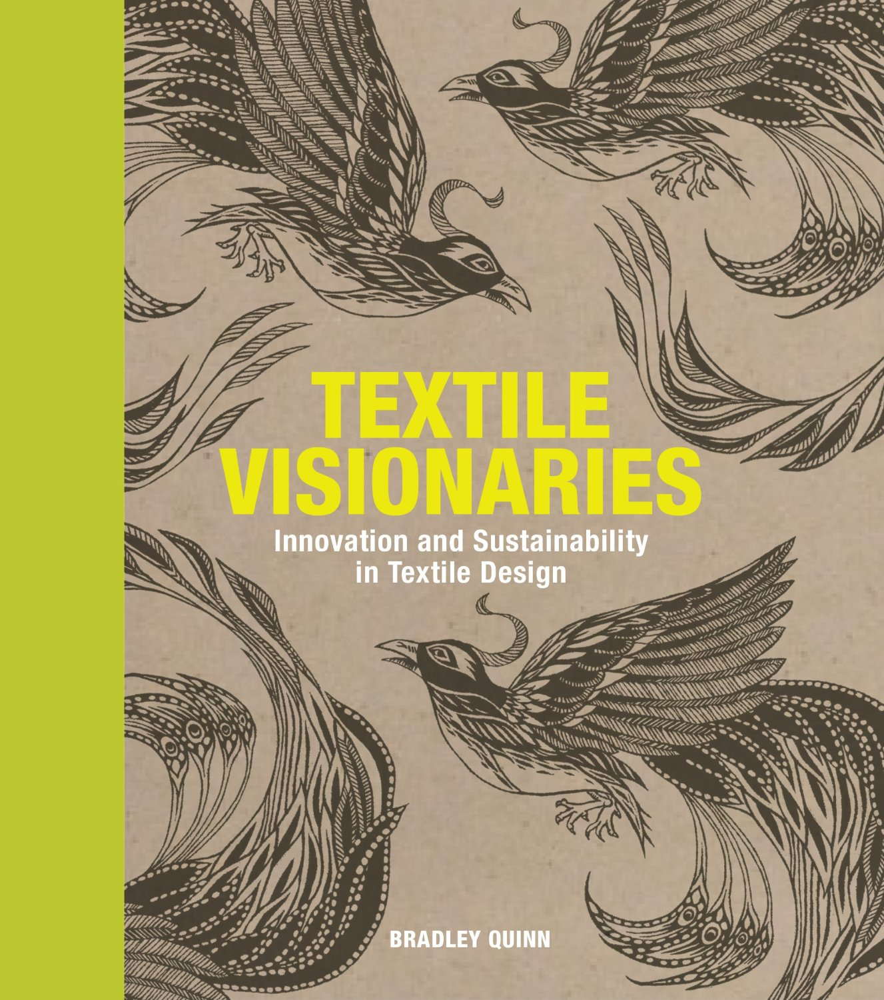 TEXTILE
VISIONARIES
Innovation and Sustainability
in Textile Design
BRADLEY QUINN